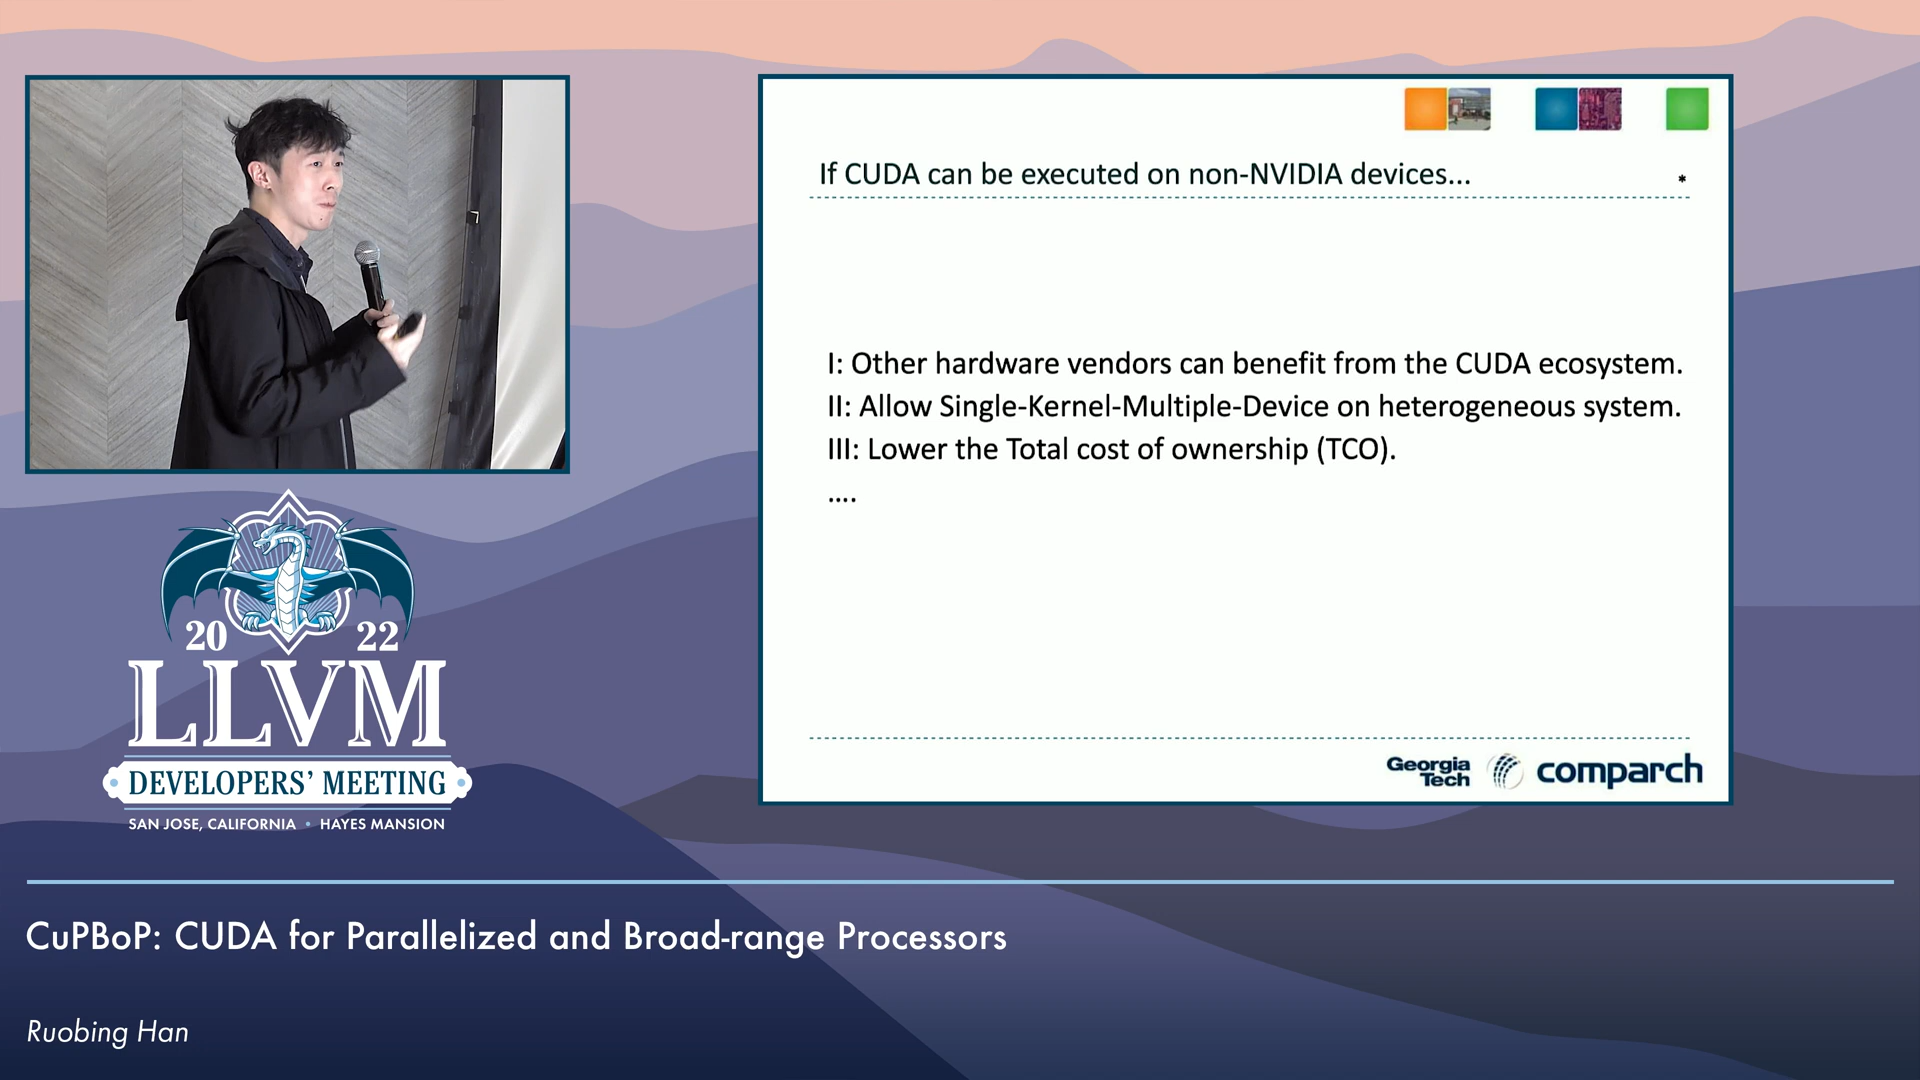 If CUDA can be executed on non-NVIDIA devices...
*
I: Other hardware vendors can benefit from the CUDA ecosystem.
II: Allow Single-Kernel-Multiple-Device on heterogeneous system.
III: Lower the Total cost of ownership (TCO).
....
Georgia
Tech
comparch
20 22
LLVM
DEVELOPERS’ MEETING
SAN JOSE, CALIFORNIA • HAYES MANSION
CuPBoP: CUDA for Parallelized and Broad-range Processors
Ruobing Han